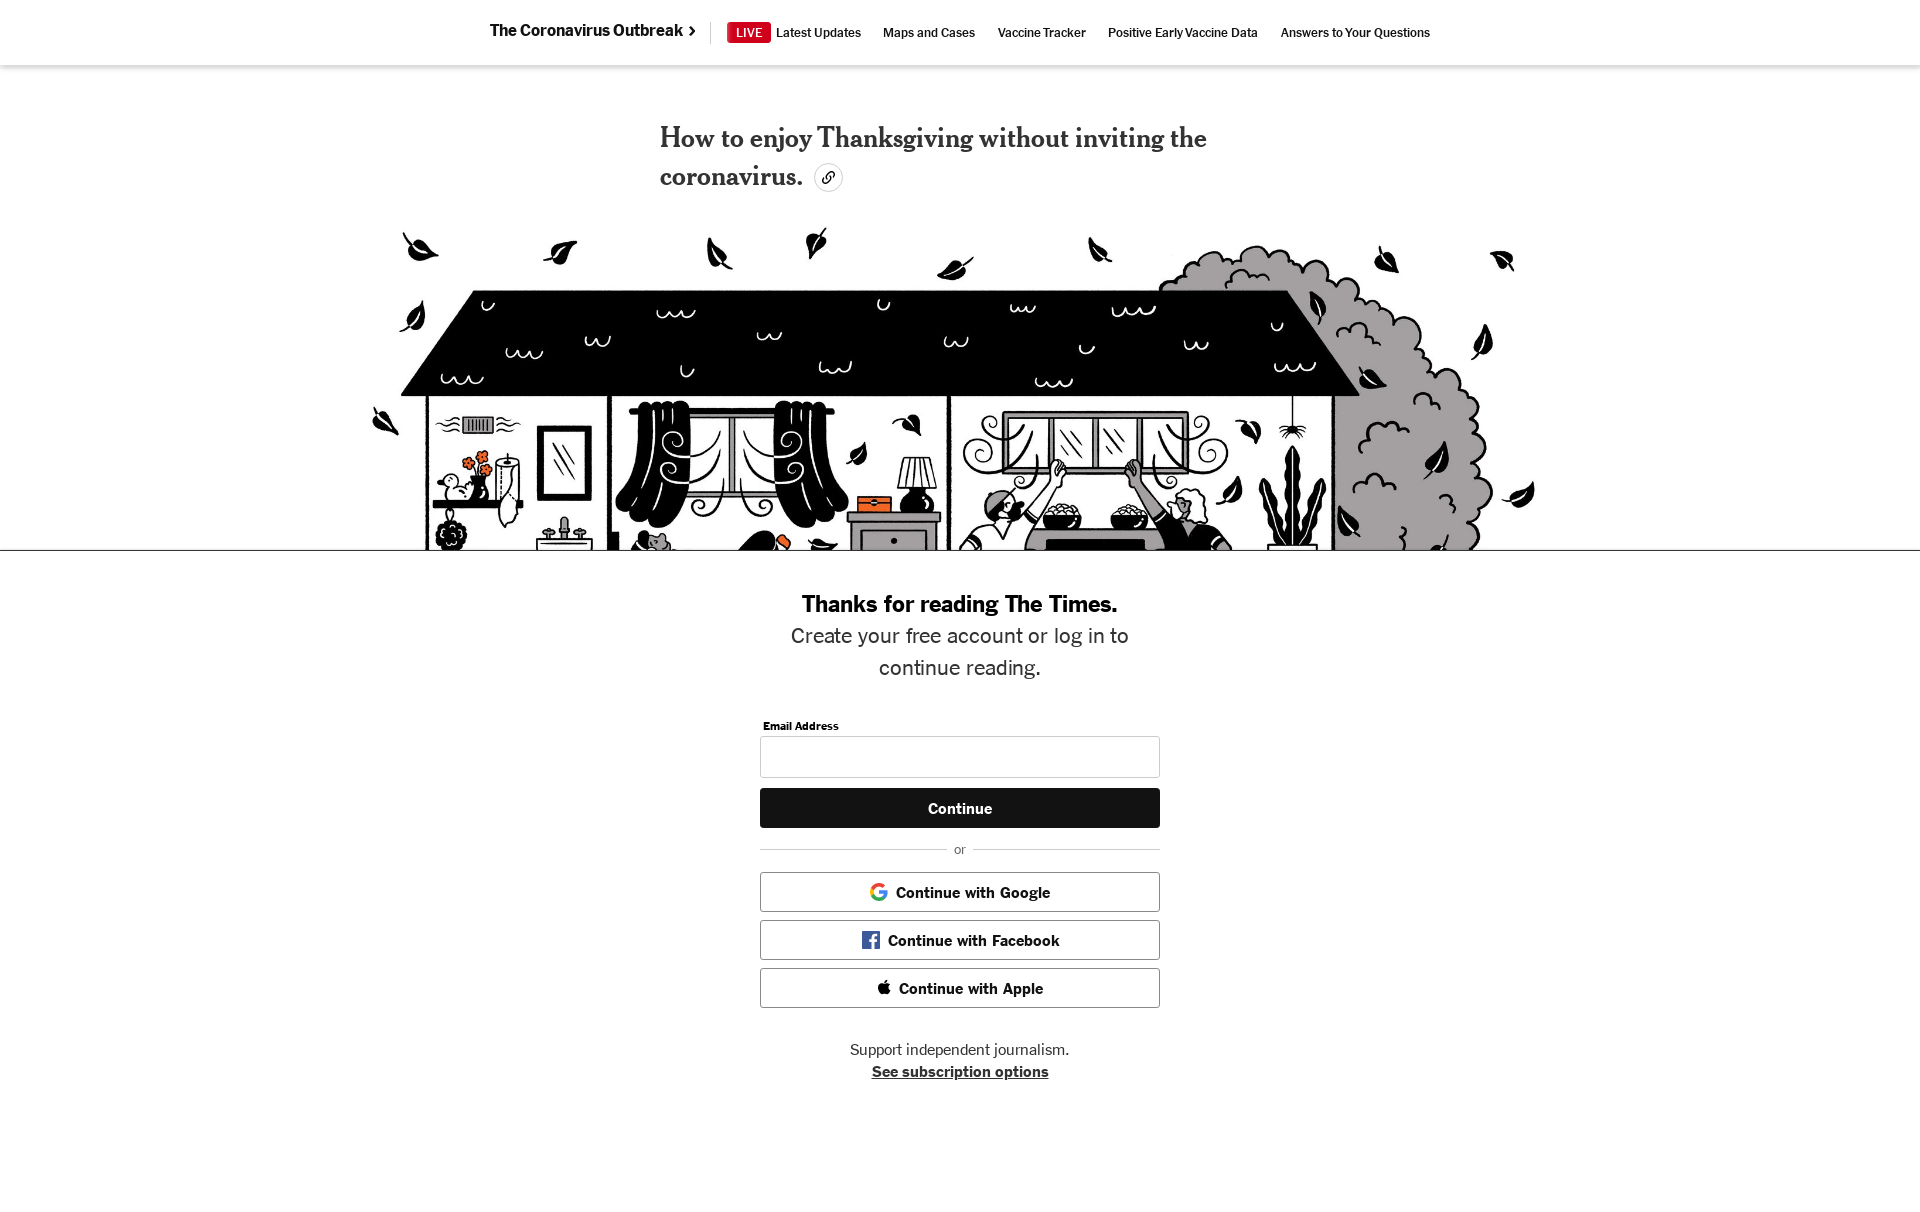 The Coronavirus Outbreak › LIVE Latest Updates Maps and Cases Vaccine Tracker Positive Early Vaccine Data Answers to Your Questions
How to enjoy Thanksgiving without inviting the
coronavirus.
Thanks for reading The Times.
Create your free account or log in to
continue reading.
Email Address
Continue
or
Continue with Google
Continue with Facebook
Continue with Apple
Support independent journalism.
See subscription options